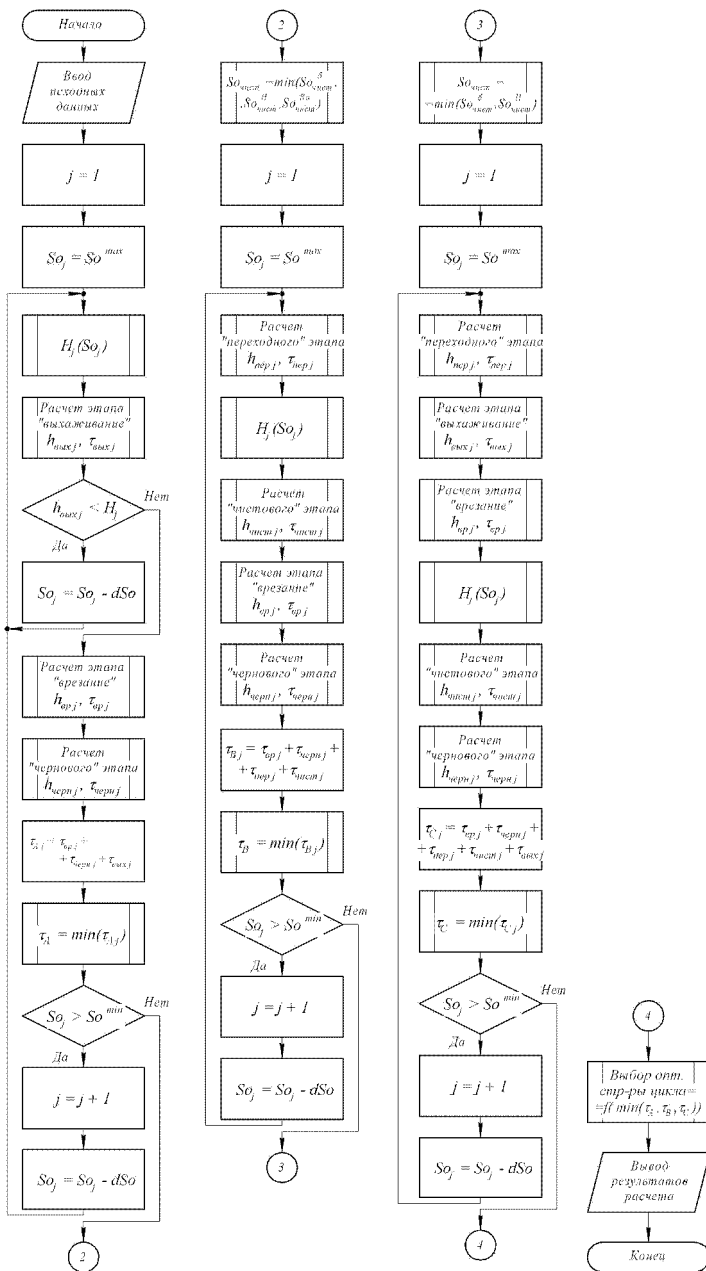 Начало
Ввод
исходных
данных
j = 1
So_j = So^max
H_j(So_j)
Расчет этапа
"выхаживание"
h_вых j, τ_вых j
h_вых j < H_j
Нет
Да
So_j = So_j - dSo
Расчет этапа
"врезание"
h_вр j, τ_вр j
Расчет
"чернового" этапа
h_черн j, τ_черн j
τ_A j = τ_вр j +
+ τ_черн j + τ_вых j
τ_A = min(τ_A j)
So_j > So^min
Нет
Да
j = j + 1
So_j = So_j - dSo
2
2
So_чист = min(So_чист^
, So_чист^ , So_чист^ )
j = 1
So_j = So^max
Расчет
"переходного" этапа
h_пер j, τ_пер j
H_j(So_j)
Расчет
"чистового" этапа
h_чист j, τ_чист j
Расчет этапа
"врезание"
h_вр j, τ_вр j
Расчет
"чернового" этапа
h_черн j, τ_черн j
τ_B j = τ_вр j + τ_черн j +
+ τ_пер j + τ_чист j
τ_B = min(τ_B j)
So_j > So^min
Нет
Да
j = j + 1
So_j = So_j - dSo
3
3
So_чист =
= min(So_чист^ , So_чист^ )
j = 1
So_j = So^max
Расчет
"переходного" этапа
h_пер j, τ_пер j
Расчет этапа
"выхаживание"
h_вых j, τ_вых j
Расчет этапа
"врезание"
h_вр j, τ_вр j
H_j(So_j)
Расчет
"чистового" этапа
h_чист j, τ_чист j
Расчет
"чернового" этапа
h_черн j, τ_черн j
τ_C j = τ_вр j + τ_черн j +
+ τ_пер j + τ_чист j + τ_вых j
τ_C = min(τ_C j)
So_j > So^min
Нет
Да
j = j + 1
So_j = So_j - dSo
4
4
Выбор опт.
стр-ры цикла=
=f( min(τ_A, τ_B, τ_C))
Вывод
результатов
расчета
Конец